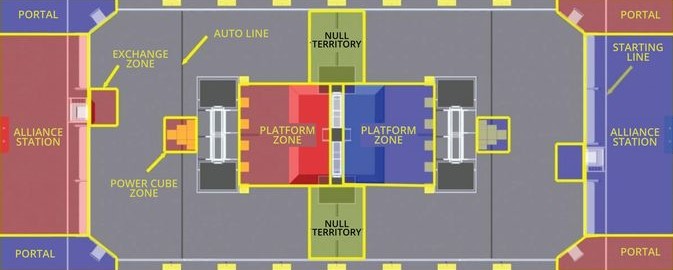 PORTAL
NULL
TERRITORY
PORTAL
AUTO LINE
EXCHANGE
ZONE
STARTING
LINE
ALLIANCE
STATION
PLATFORM
ZONE
PLATFORM
ZONE
ALLIANCE
STATION
POWER CUBE
ZONE
NULL
TERRITORY
PORTAL
PORTAL